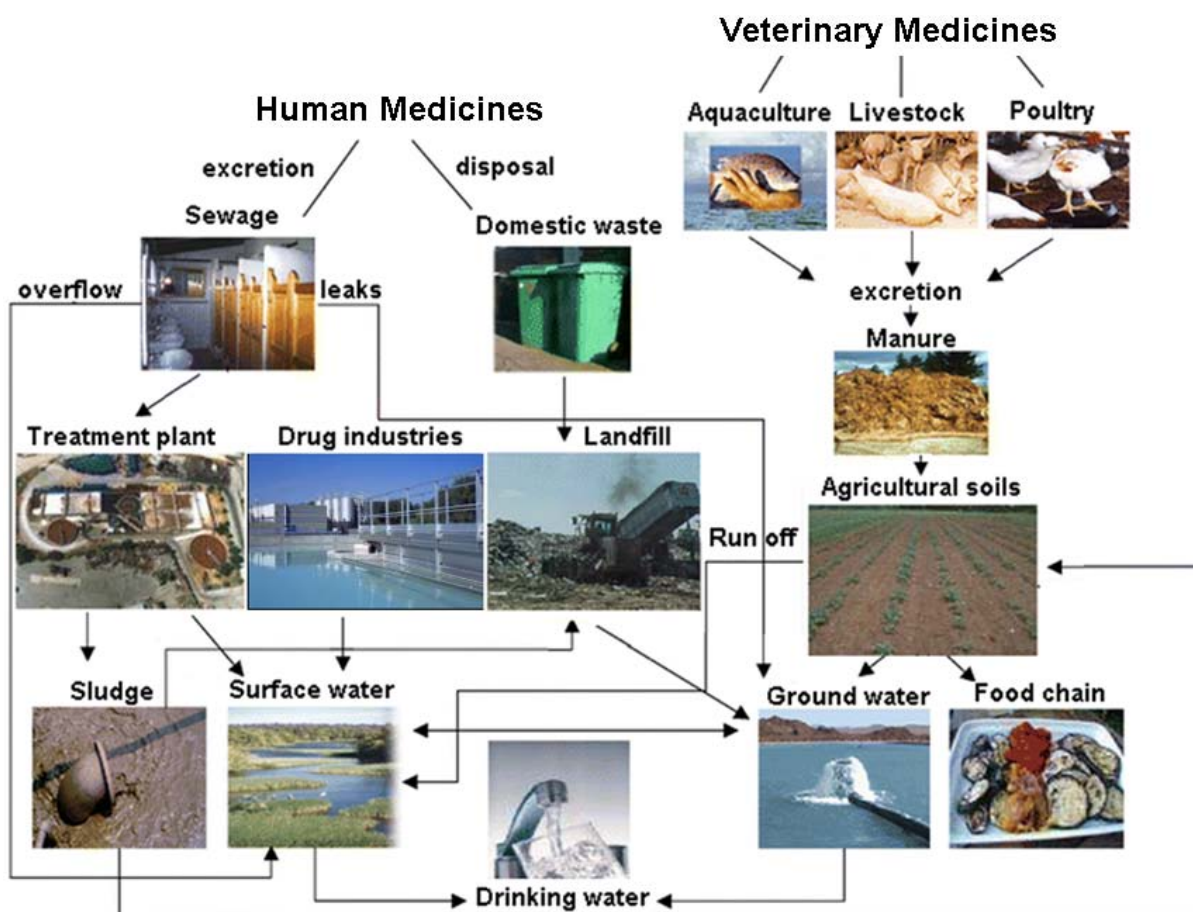 Veterinary Medicines
Human Medicines
Aquaculture
Livestock
Poultry
excretion
disposal
Sewage
Domestic waste
overflow
leaks
excretion
Manure
Treatment plant
Drug industries
Landfill
Agricultural soils
Run off
Sludge
Surface water
Ground water
Food chain
Drinking water